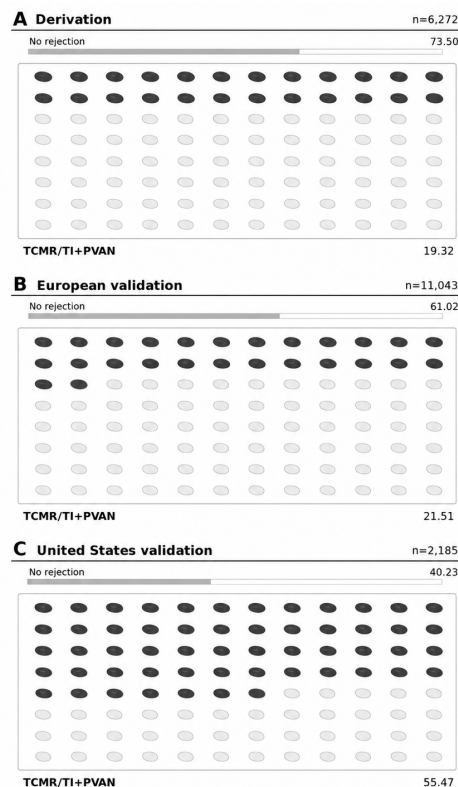 A Derivation n=6,272
No rejection 73.50
TCMR/TI+PVAN 19.32
B European validation n=11,043
No rejection 61.02
TCMR/TI+PVAN 21.51
C United States validation n=2,185
No rejection 40.23
TCMR/TI+PVAN 55.47